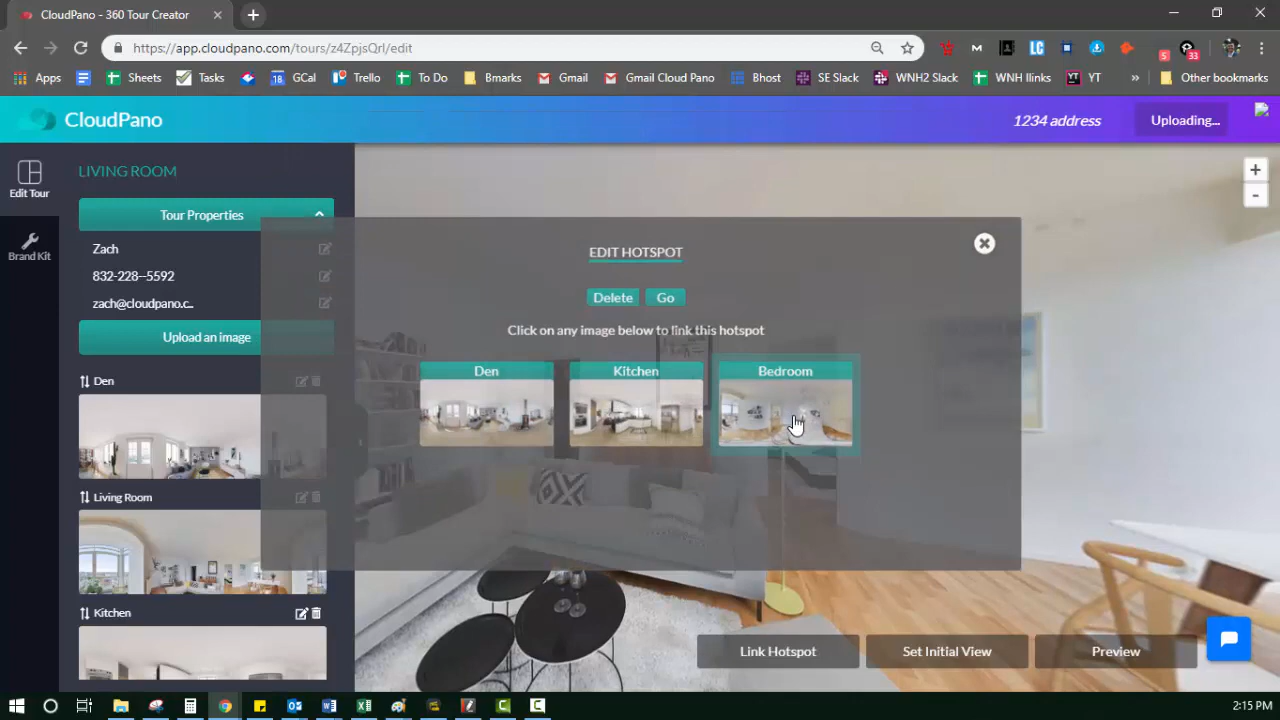 CloudPano - 360 Tour Creator
https://app.cloudpano.com/tours/z4ZpjsQrl/edit
Apps Sheets Tasks GCal Trello To Do Bmarks Gmail Gmail Cloud Pano Bhost SE Slack WNH2 Slack WNH Ilinks YT » Other bookmarks
CloudPano
1234 address
Uploading...
Edit Tour
Brand Kit
LIVING ROOM
Tour Properties
Zach
832-228--5592
zach@cloudpano.c..
Upload an image
Den
Living Room
Kitchen
EDIT HOTSPOT
Delete Go
Click on any image below to link this hotspot
Den Kitchen Bedroom
+
-
Link Hotspot Set Initial View Preview
2:15 PM